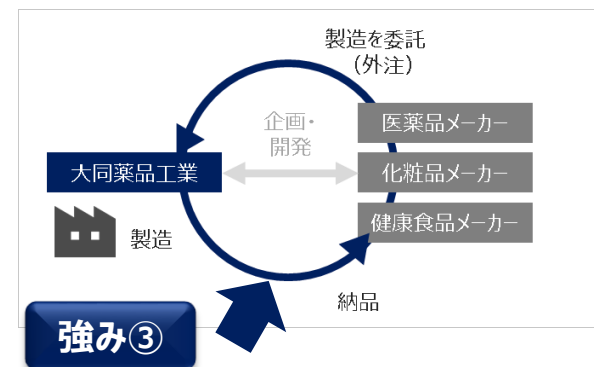 製造を委託
（外注）
企画・
開発
医薬品メーカー
大同薬品工業
化粧品メーカー
健康食品メーカー
製造
納品
強み③